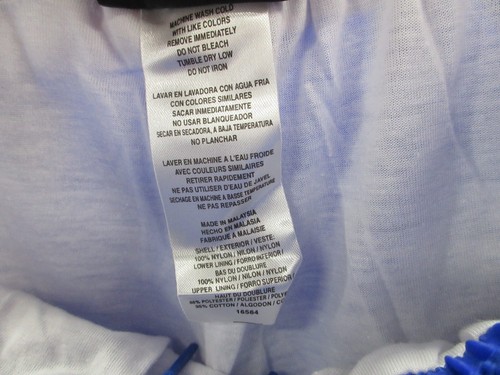 MACHINE WASH COLD
WITH LIKE COLORS
REMOVE IMMEDIATELY
DO NOT BLEACH
TUMBLE DRY LOW
DO NOT IRON
LAVAR EN LAVADORA CON AGUA FRIA
CON COLORES SIMILARES
SACAR INMEDIATAMENTE
NO USAR BLANQUEADOR
SECAR EN SECADORA, A BAJA TEMPERATURA
NO PLANCHAR
LAVER EN MACHINE A L'EAU FROIDE
AVEC COULEURS SIMILAIRES
RETIRER RAPIDEMENT
NE PAS UTILISER D'EAU DE JAVEL
SECHAGE EN MACHINE A BASSE TEMPERATURE
NE PAS REPASSER
MADE IN MALAYSIA
HECHO EN MALASIA
FABRIQUÉ À MALAISIE
SHELL / EXTERIOR / VESTE:
100% NYLON / NILON / NYLON
LOWER LINING / FORRO INFERIOR /
BAS DU DOUBLURE
100% NYLON / NILON / NYLON
UPPER LINING / FORRO SUPERIOR
HAUT DU DOUBLURE
POLYESTER / POLIESTER / POLY
COTTON / ALGODON /
16584